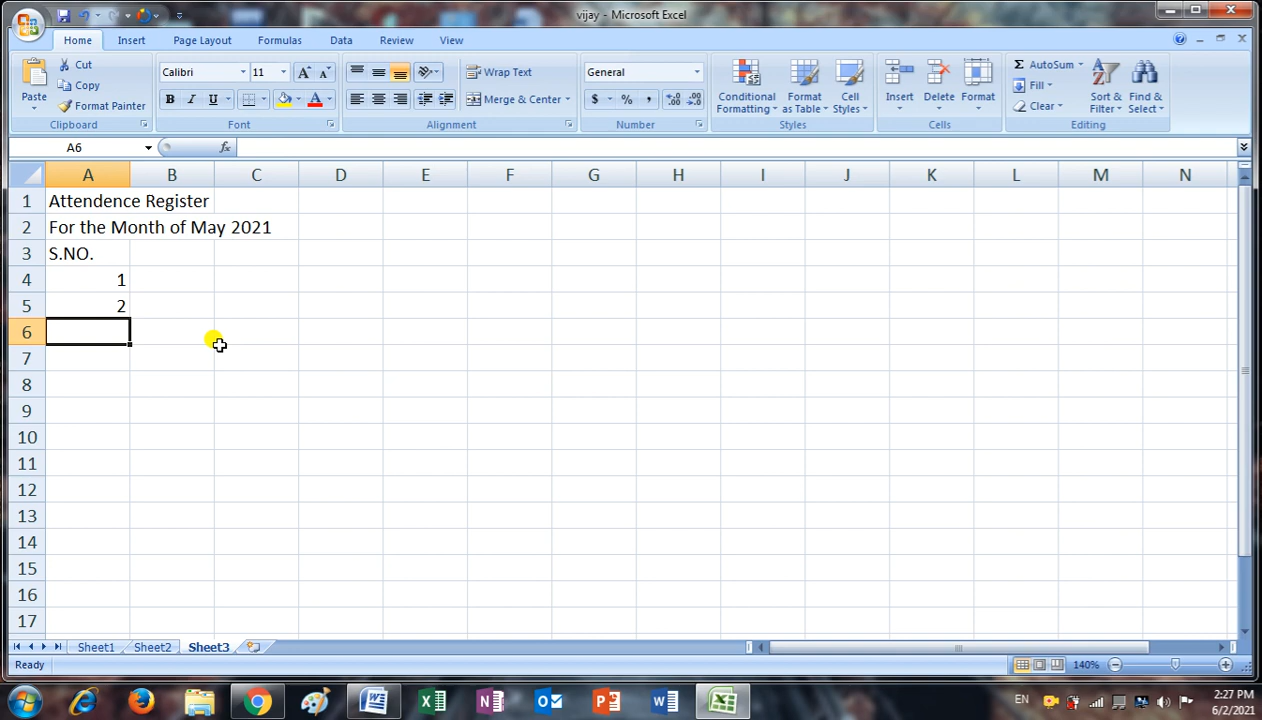 vijay - Microsoft Excel
Home Insert Page Layout Formulas Data Review View
Paste Cut Copy Format Painter Clipboard
Calibri 11 B I U A A A Font
Wrap Text Merge & Center Alignment
General $ % , Number
Conditional Formatting Format as Table Cell Styles Styles
Insert Delete Format Cells
Σ AutoSum Fill Clear Sort & Filter Find & Select Editing
A6 fx
A B C D E F G H I J K L M N
1 Attendence Register
2 For the Month of May 2021
3 S.NO.
4 1
5 2
6
7
8
9
10
11
12
13
14
15
16
17
Sheet1 Sheet2 Sheet3
Ready 140%
EN 2:27 PM
6/2/2021